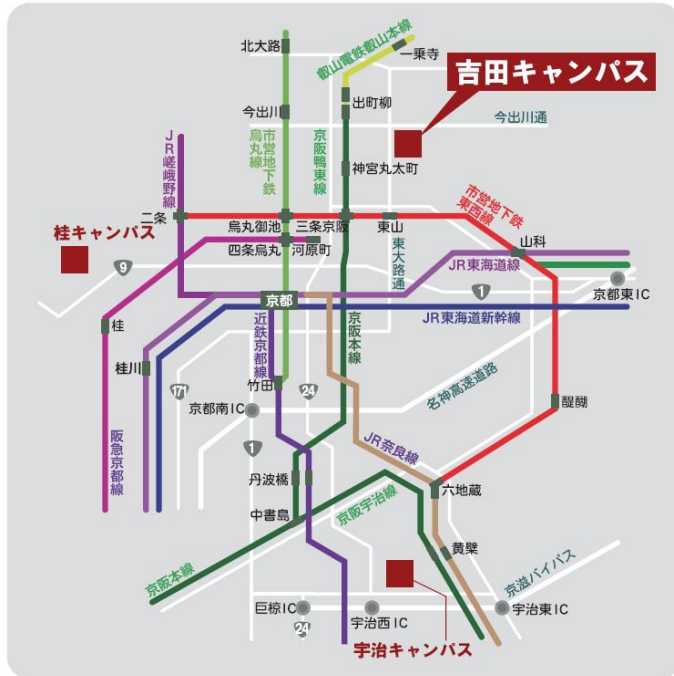 北大路
叡山電鉄叡山本線
一乗寺
吉田キャンパス
出町柳
今出川
今出川通
JR嵯峨野線
市営地下鉄
烏丸線
京阪鴨東線
神宮丸太町
市営地下鉄
東西線
二条
烏丸御池
三条京阪
東山
山科
桂キャンパス
四条烏丸
河原町
東大路通
JR東海道線
9
1
京都東IC
京都
JR東海道新幹線
桂
近鉄京都線
京阪本線
桂川
竹田
171
24
名神高速道路
京都南IC
醍醐
1
阪急京都線
JR奈良線
丹波橋
京阪宇治線
六地蔵
中書島
黄檗
京阪本線
京滋バイパス
巨椋IC
宇治西IC
宇治東IC
24
宇治キャンパス